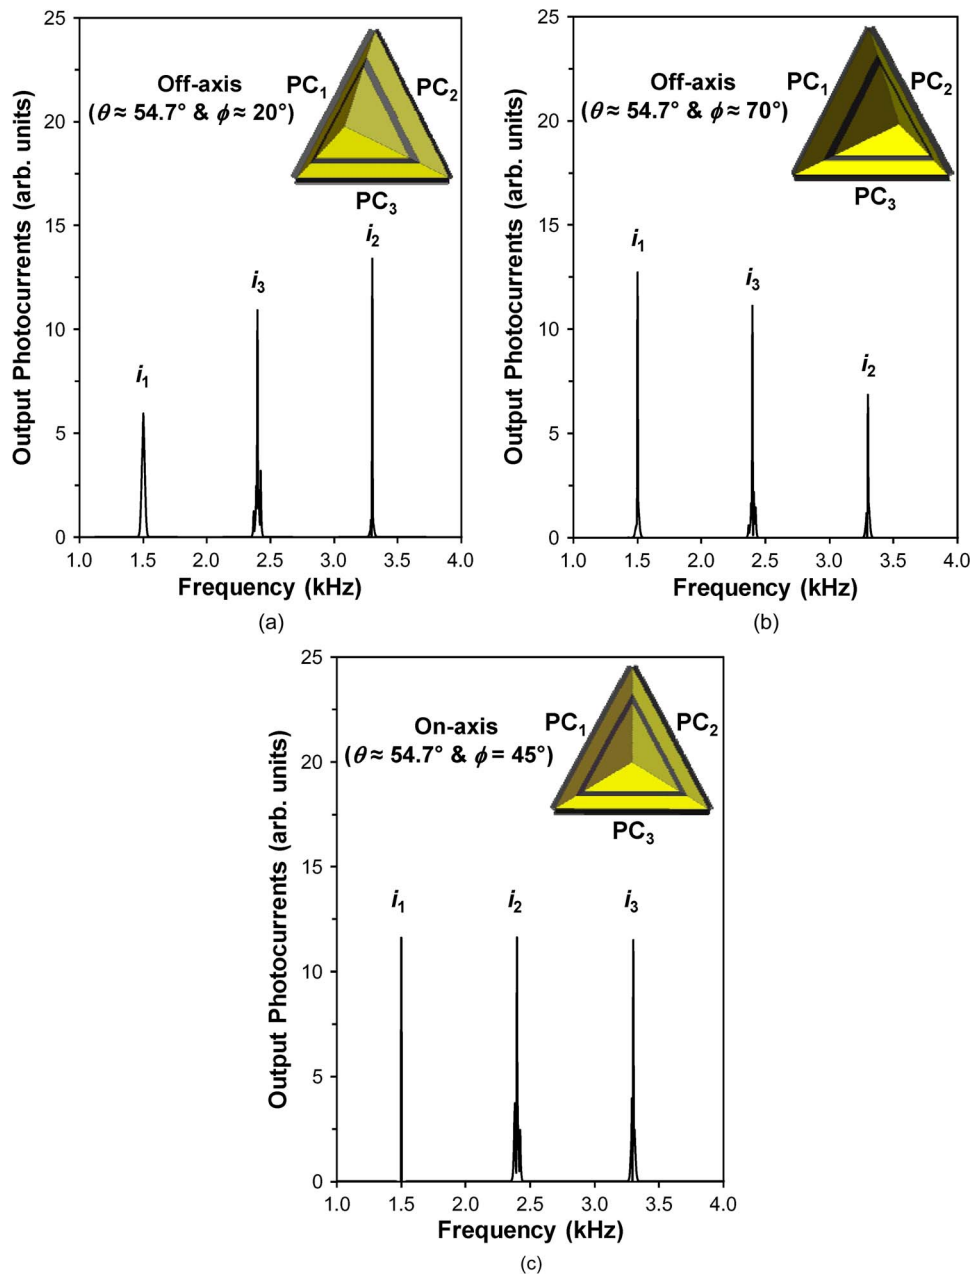 25
20
15
10
5
0
Output Photocurrents (arb. units)
Off-axis
(θ ≈ 54.7° & ϕ ≈ 20°)
PC₁
PC₂
PC₃
i₁
i₃
i₂
1.0 1.5 2.0 2.5 3.0 3.5 4.0
Frequency (kHz)
(a)
25
20
15
10
5
0
Output Photocurrents (arb. units)
Off-axis
(θ ≈ 54.7° & ϕ ≈ 70°)
PC₁
PC₂
PC₃
i₁
i₃
i₂
1.0 1.5 2.0 2.5 3.0 3.5 4.0
Frequency (kHz)
(b)
25
20
15
10
5
0
Output Photocurrents (arb. units)
On-axis
(θ ≈ 54.7° & ϕ = 45°)
PC₁
PC₂
PC₃
i₁
i₂
i₃
1.0 1.5 2.0 2.5 3.0 3.5 4.0
Frequency (kHz)
(c)